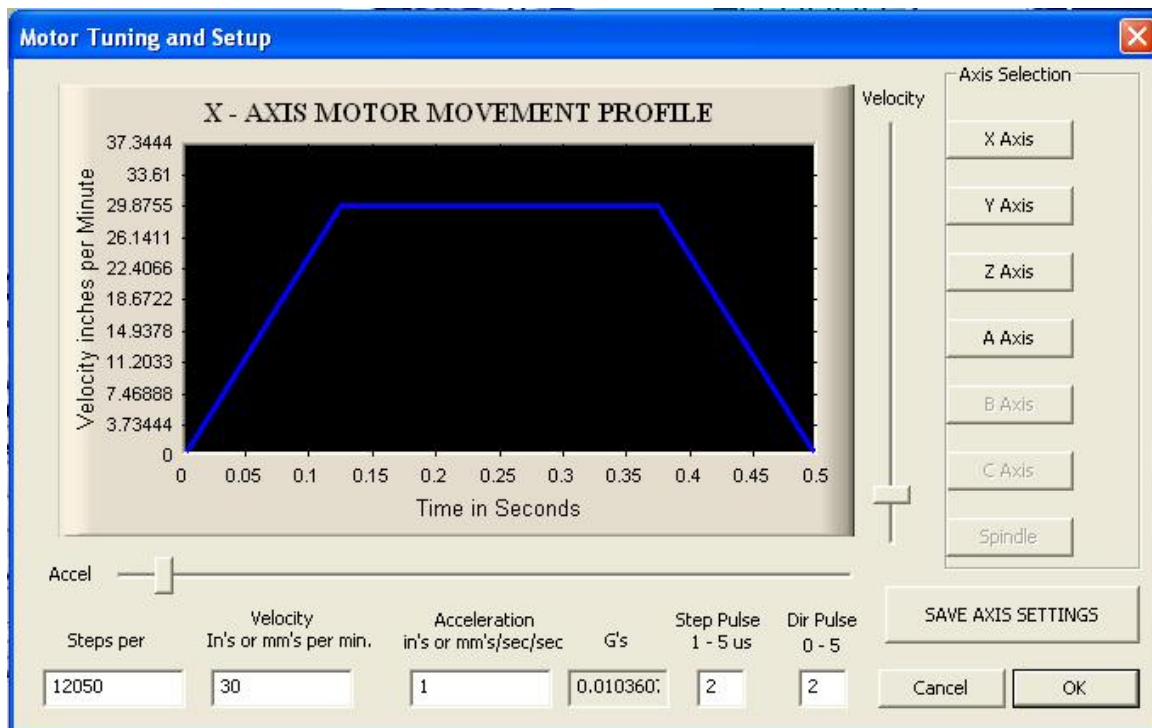 Motor Tuning and Setup
Axis Selection
X - AXIS MOTOR MOVEMENT PROFILE
Velocity
37.3444
33.61
29.8755
26.1411
22.4066
18.6722
14.9378
11.2033
7.46888
3.73444
0
Velocity inches per Minute
0 0.05 0.1 0.15 0.2 0.25 0.3 0.35 0.4 0.45 0.5
Time in Seconds
X Axis
Y Axis
Z Axis
A Axis
B Axis
C Axis
Spindle
Accel
SAVE AXIS SETTINGS
Steps per
Velocity
In's or mm's per min.
Acceleration
in's or mm's/sec/sec
G's
Step Pulse
1 - 5 us
Dir Pulse
0 - 5
12050 30 1 0.010360 2 2
Cancel OK